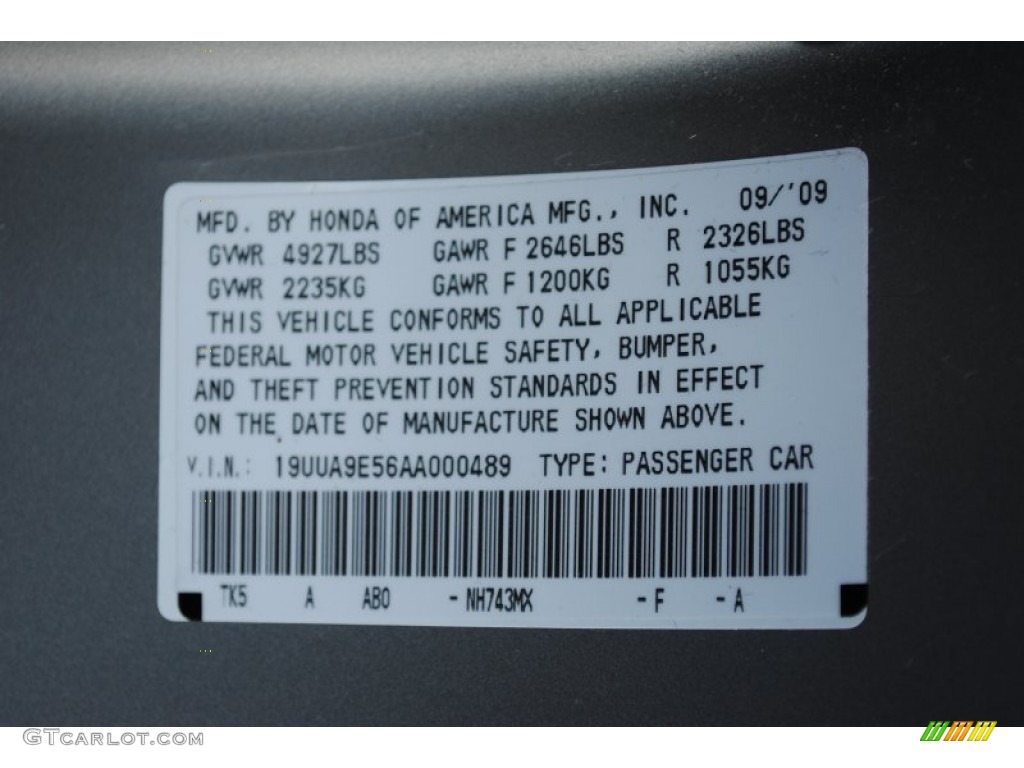 MFD. BY HONDA OF AMERICA MFG., INC. 09/'09
GVWR 4927LBS GAWR F 2646LBS R 2326LBS
GVWR 2235KG GAWR F 1200KG R 1055KG
THIS VEHICLE CONFORMS TO ALL APPLICABLE
FEDERAL MOTOR VEHICLE SAFETY, BUMPER,
AND THEFT PREVENTION STANDARDS IN EFFECT
ON THE DATE OF MANUFACTURE SHOWN ABOVE.
V.I.N.: 19UUA9E56AA000489 TYPE: PASSENGER CAR
TK5 A AB0 -NH743MX -F -A
GTCarlot.com